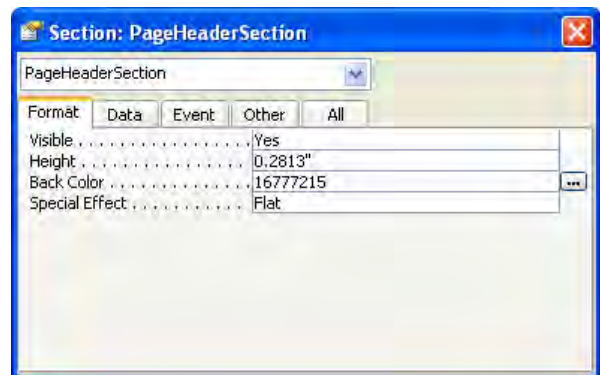 Section: PageHeaderSection
PageHeaderSection
Format Data Event Other All
Visible . . . . . . . . . . . . . . . . . Yes
Height . . . . . . . . . . . . . . . . 0.2813"
Back Color . . . . . . . . . . . . . . 16777215 ...
Special Effect . . . . . . . . . . . Flat